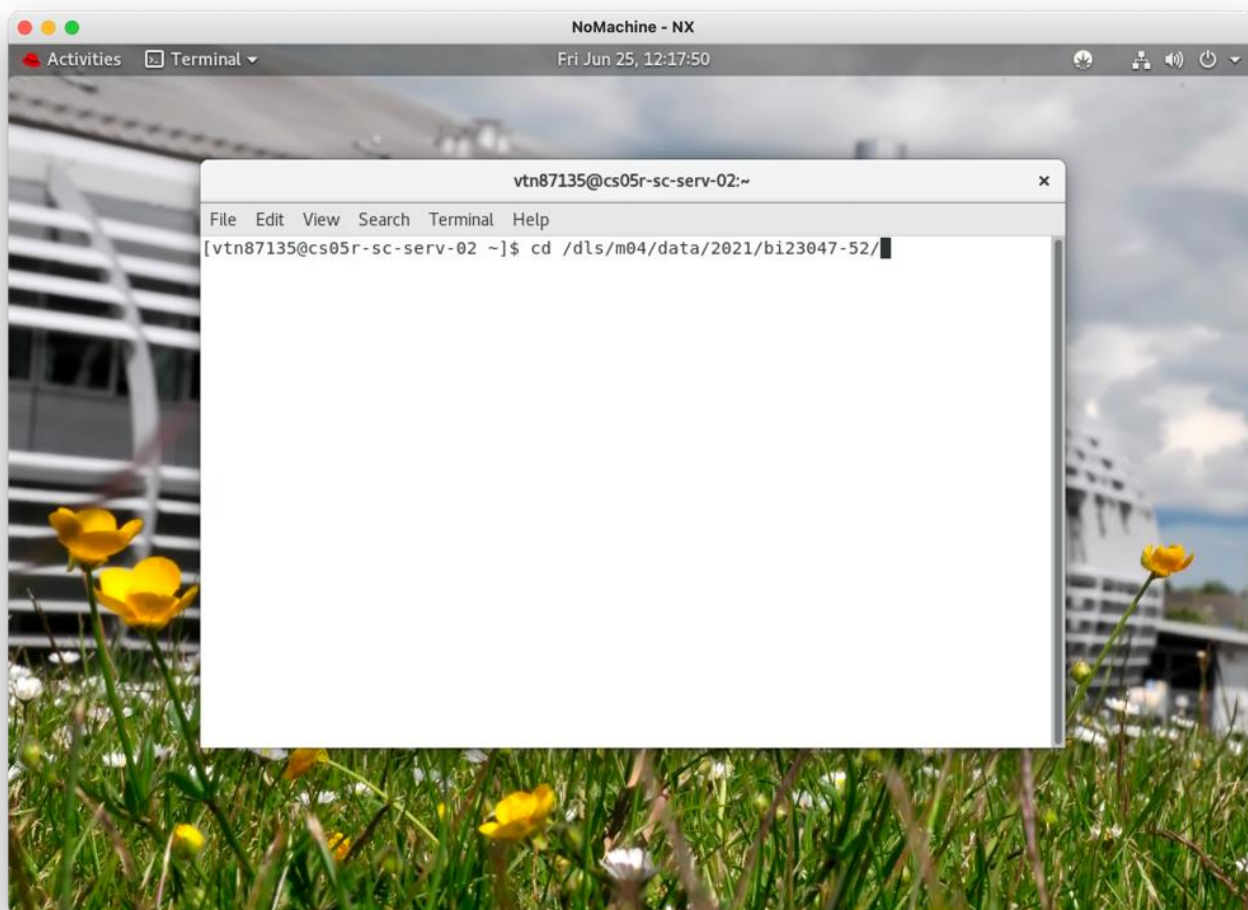 NoMachine - NX
Activities Terminal Fri Jun 25, 12:17:50
vtn87135@cs05r-sc-serv-02:~
File Edit View Search Terminal Help
[vtn87135@cs05r-sc-serv-02 ~]$ cd /dls/m04/data/2021/bi23047-52/